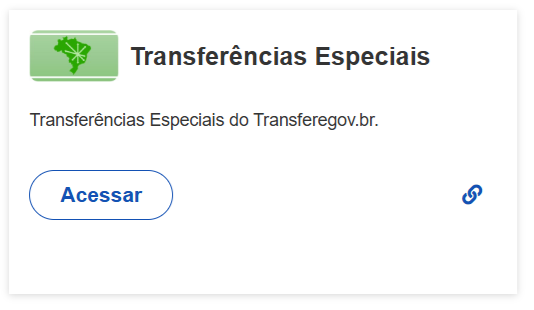 Transferências Especiais
Transferências Especiais do Transferegov.br.
Acessar